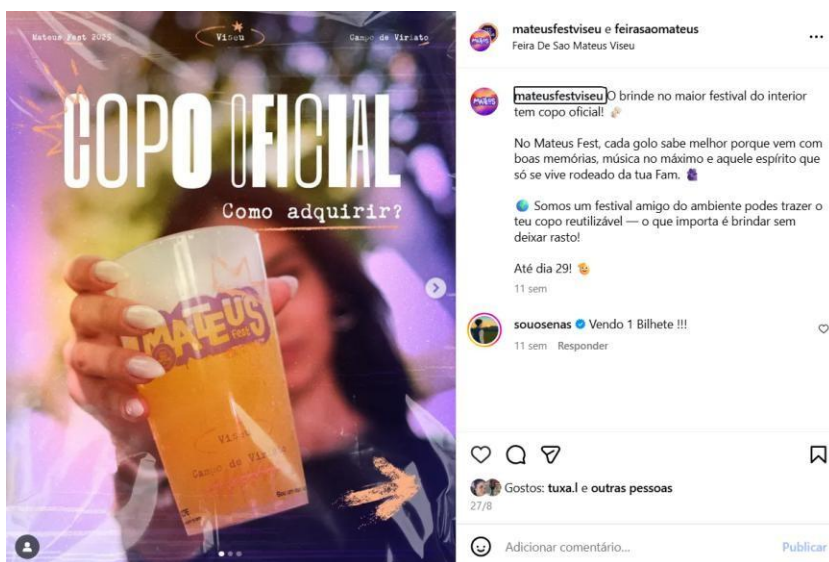 Mateus Fest 2025
Viseu
Campo de Viriato
COPO OFICIAL
Como adquirir?
MATEUS
Fest
Viseu
Campo de Viriato
mateusfestviseu e feirasaomateus
Feira De Sao Mateus Viseu
mateusfestviseu O brinde no maior festival do interior
tem copo oficial!
No Mateus Fest, cada golo sabe melhor porque vem com
boas memórias, música no máximo e aquele espírito que
só se vive rodeado da tua Fam.
Somos um festival amigo do ambiente podes trazer o
teu copo reutilizável — o que importa é brindar sem
deixar rasto!
Até dia 29!
11 sem
souosenas Vendo 1 Bilhete !!!
11 sem Responder
Gostos: tuxa.l e outras pessoas
27/8
Adicionar comentário... Publicar